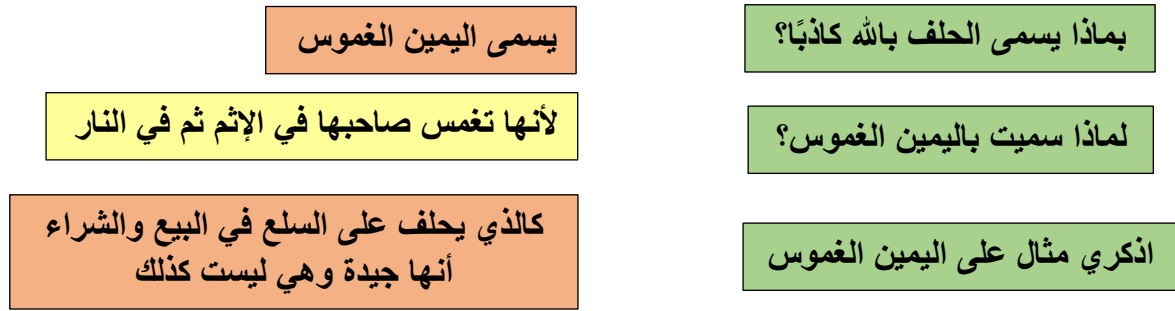 بماذا يسمى الحلف بالله كاذبًا؟
يسمى اليمين الغموس
لماذا سميت باليمين الغموس؟
لأنها تغمس صاحبها في الإثم ثم في النار
اذكري مثال على اليمين الغموس
كالذي يحلف على السلع في البيع والشراء
أنها جيدة وهي ليست كذلك